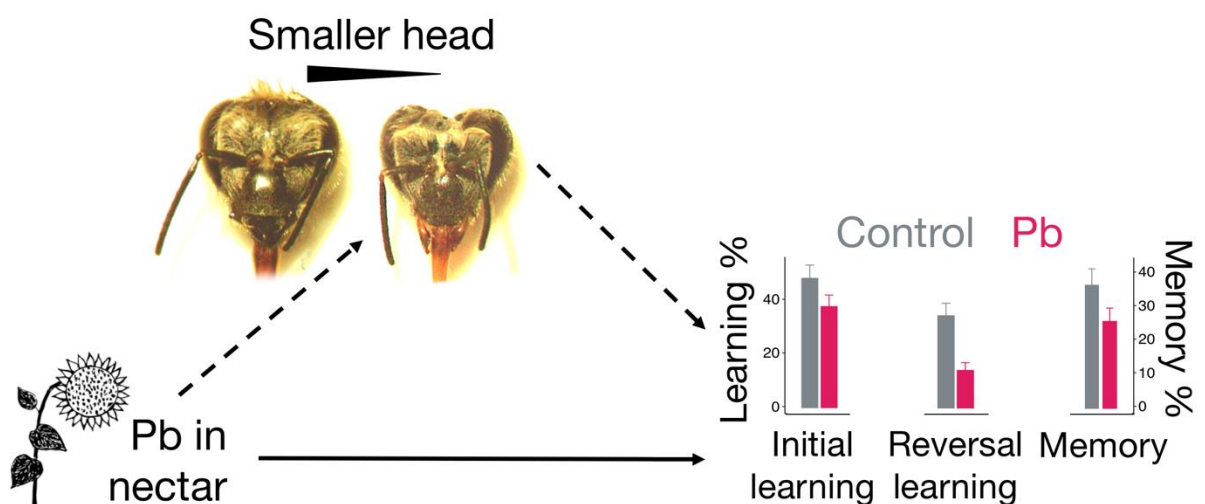 Smaller head
Control Pb
Learning %
40
20
0
Memory %
40
30
20
10
0
Initial
learning
Reversal
learning
Memory
Pb in
nectar